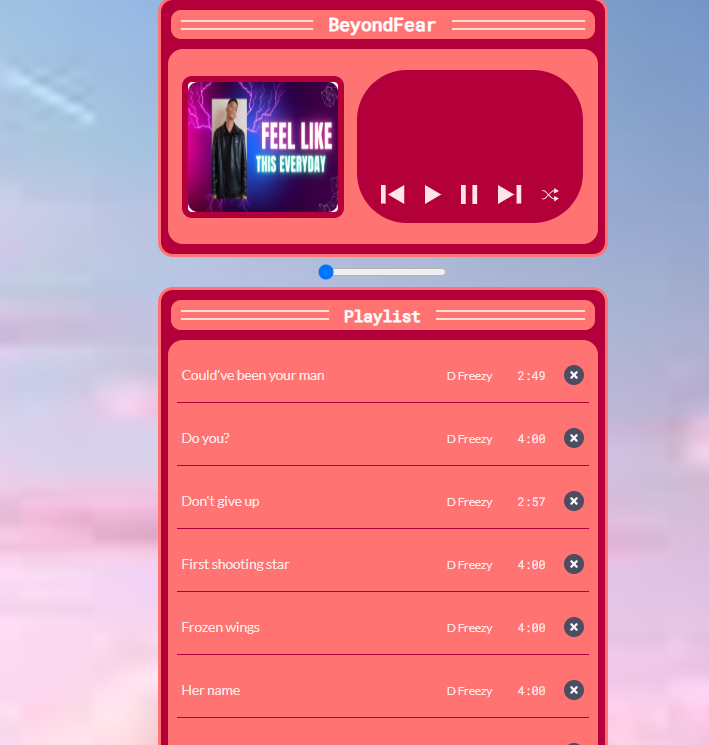 BeyondFear
FEEL LIKE
THIS EVERYDAY
Playlist
Could've been your man D Freezy 2:49
Do you? D Freezy 4:00
Don't give up D Freezy 2:57
First shooting star D Freezy 4:00
Frozen wings D Freezy 4:00
Her name D Freezy 4:00